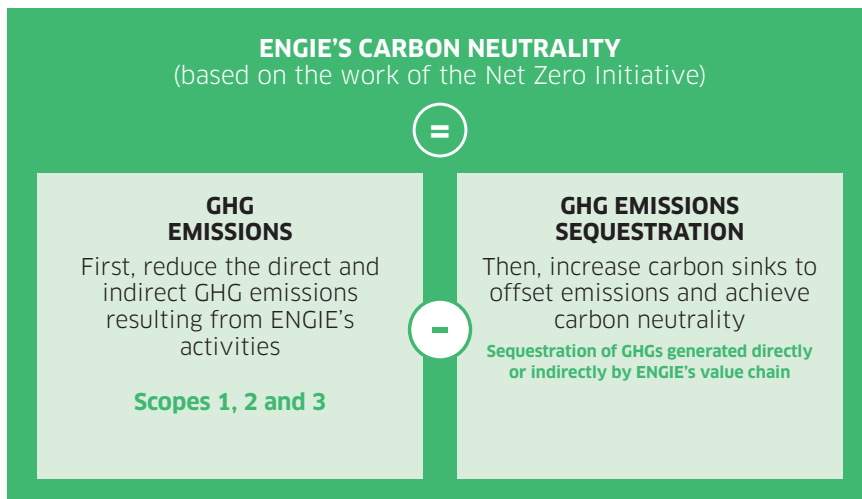 ENGIE'S CARBON NEUTRALITY
(based on the work of the Net Zero Initiative)
=
GHG
EMISSIONS
First, reduce the direct and
indirect GHG emissions
resulting from ENGIE's
activities
Scopes 1, 2 and 3
-
GHG EMISSIONS
SEQUESTRATION
Then, increase carbon sinks to
offset emissions and achieve
carbon neutrality
Sequestration of GHGs generated directly
or indirectly by ENGIE's value chain